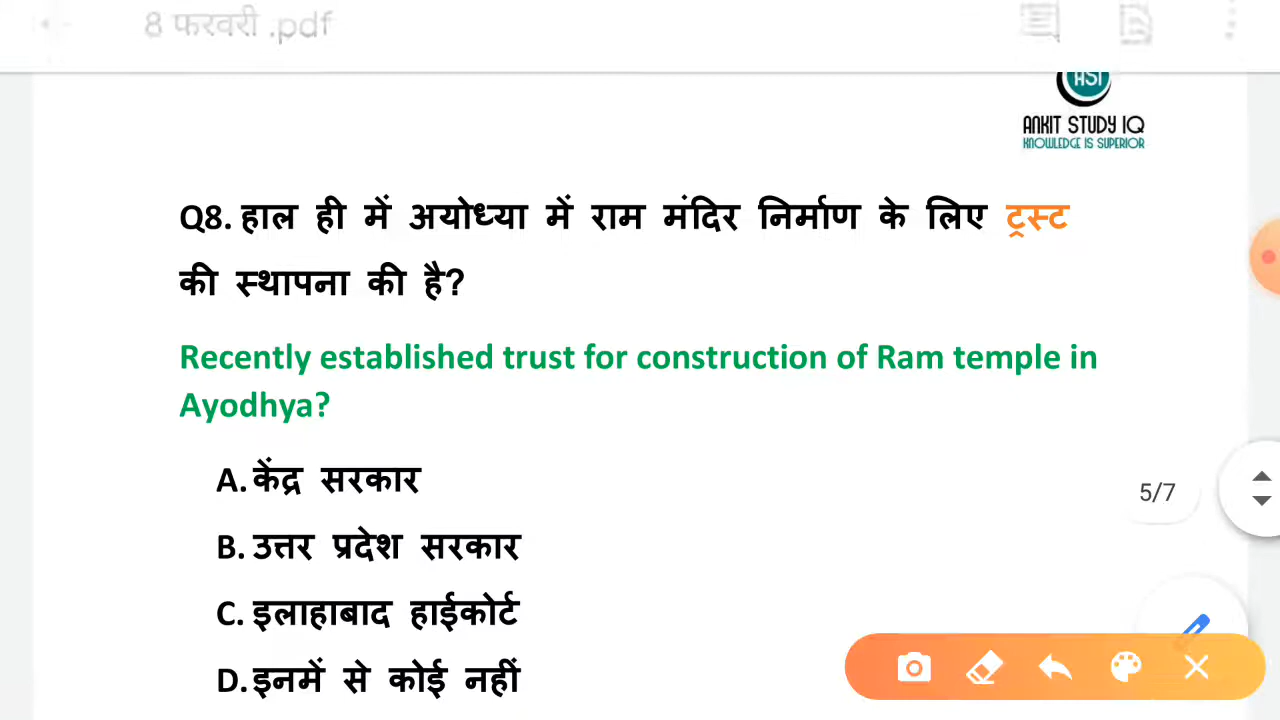 8 फरवरी .pdf
ASI
ANKIT STUDY IQ
KNOWLEDGE IS SUPERIOR
Q8. हाल ही में अयोध्या में राम मंदिर निर्माण के लिए ट्रस्ट
की स्थापना की है?
Recently established trust for construction of Ram temple in
Ayodhya?
A. केंद्र सरकार
5/7
B. उत्तर प्रदेश सरकार
C. इलाहाबाद हाईकोर्ट
D. इनमें से कोई नहीं